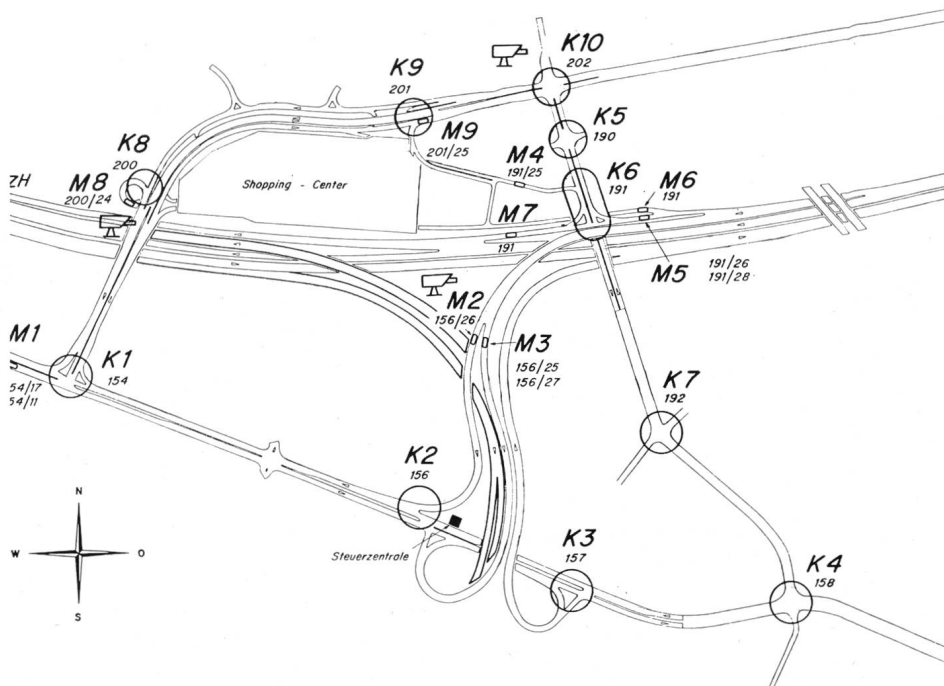 K10
202
K9
201
K5
190
M9
201/25
K8
200
M4
191/25
K6
191
ZH
M8
200/24
Shopping - Center
M6
191
M7
191
M5
191/26
191/28
M2
156/26
M1
K1
154
54/17
54/11
M3
156/25
156/27
K7
192
K2
156
N
W
O
S
Steuerzentrale
K3
157
K4
158